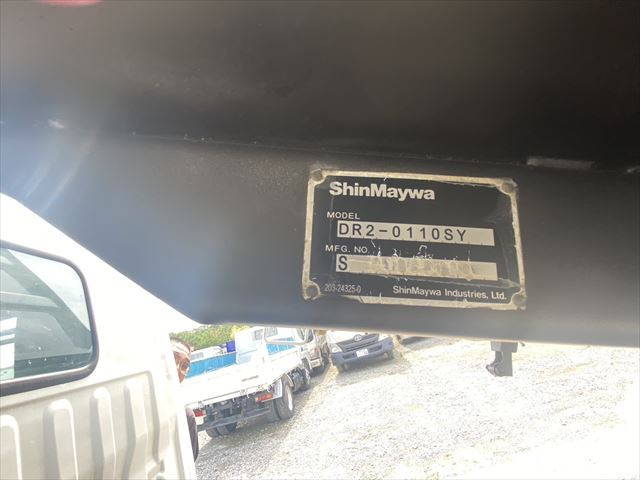 ShinMaywa
MODEL
DR2-0110SY
MFG. NO.
S
203-24325-0
ShinMaywa Industries, Ltd.